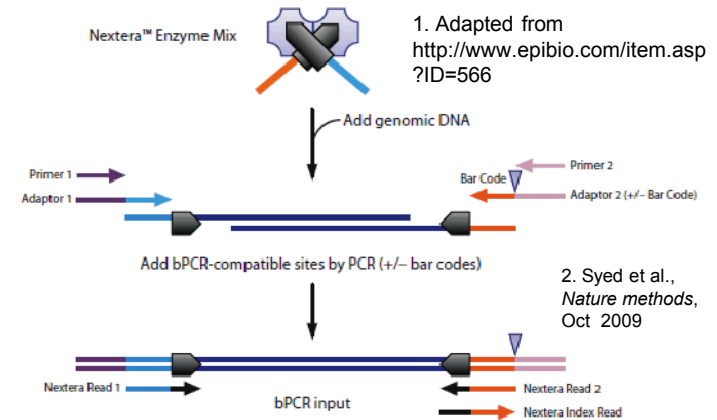 Nextera™ Enzyme Mix
1. Adapted from
http://www.epibio.com/item.asp
?ID=566
Add genomic DNA
Primer 1
Adaptor 1
Primer 2
Bar Code
Adaptor 2 (+/– Bar Code)
Add bPCR-compatible sites by PCR (+/– bar codes)
2. Syed et al.,
Nature methods,
Oct 2009
Nextera Read 1
bPCR input
Nextera Read 2
Nextera Index Read